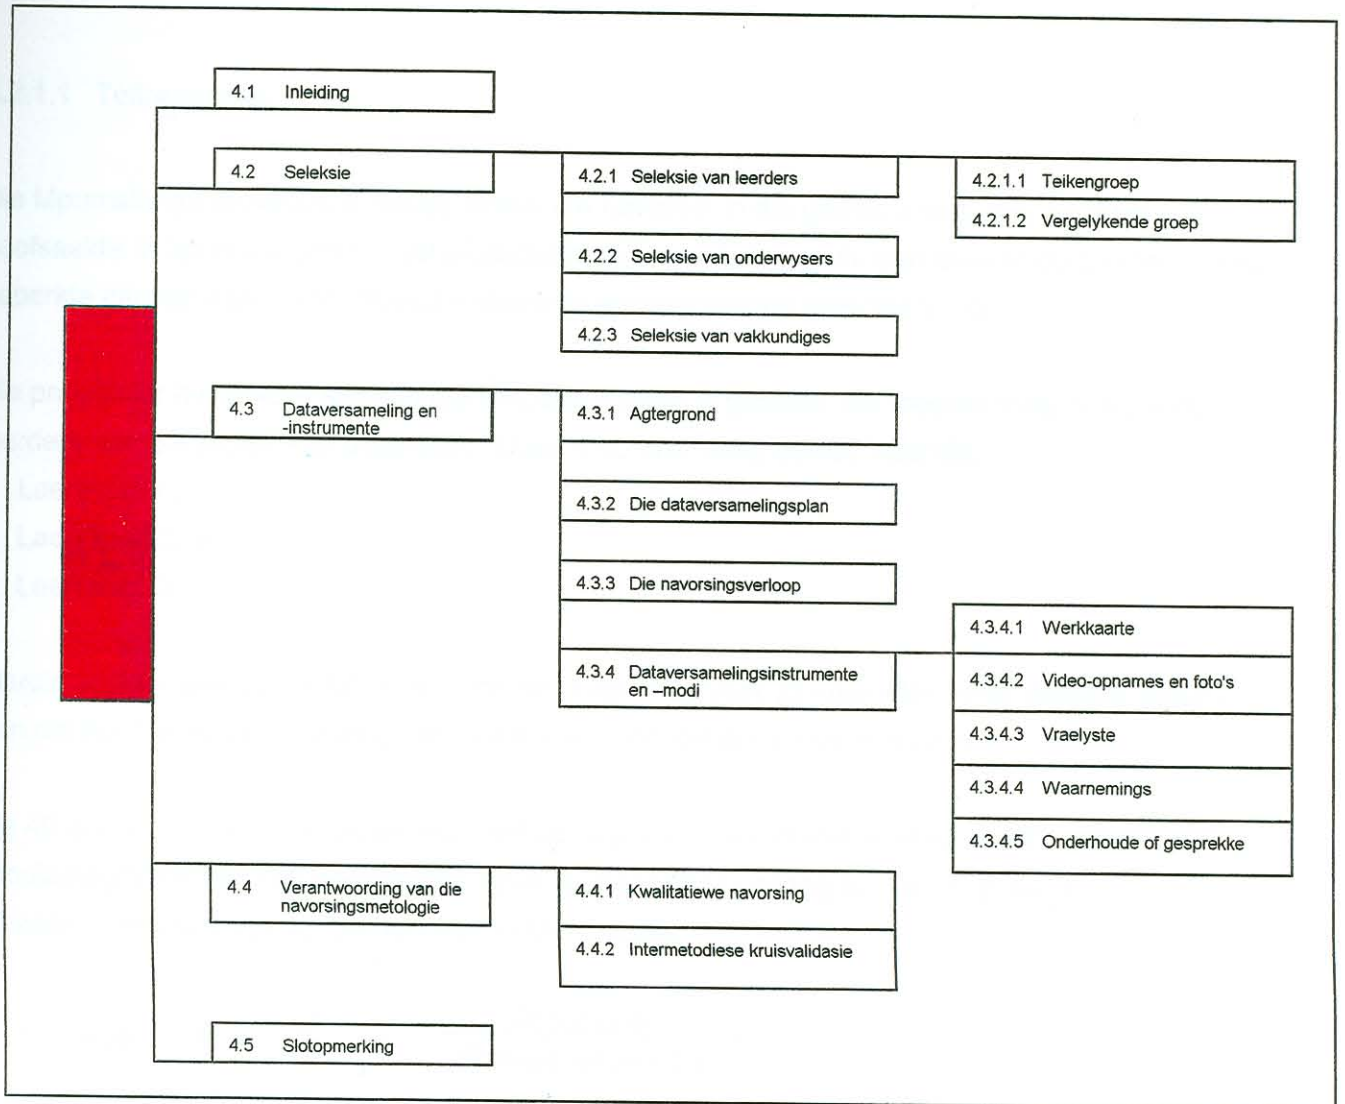 4.1 Inleiding
4.2 Seleksie
4.2.1 Seleksie van leerders
4.2.1.1 Teikengroep
4.2.1.2 Vergelykende groep
4.2.2 Seleksie van onderwysers
4.2.3 Seleksie van vakkundiges
4.3 Dataversameling en
-instrumente
4.3.1 Agtergrond
4.3.2 Die dataversamelingsplan
4.3.3 Die navorsingsverloop
4.3.4 Dataversamelingsinstrumente
en –modi
4.3.4.1 Werkkaarte
4.3.4.2 Video-opnames en foto's
4.3.4.3 Vraelyste
4.3.4.4 Waarnemings
4.3.4.5 Onderhoude of gesprekke
4.4 Verantwoording van die
navorsingsmetologie
4.4.1 Kwalitatiewe navorsing
4.4.2 Intermetodiese kruisvalidasie
4.5 Slotopmerking